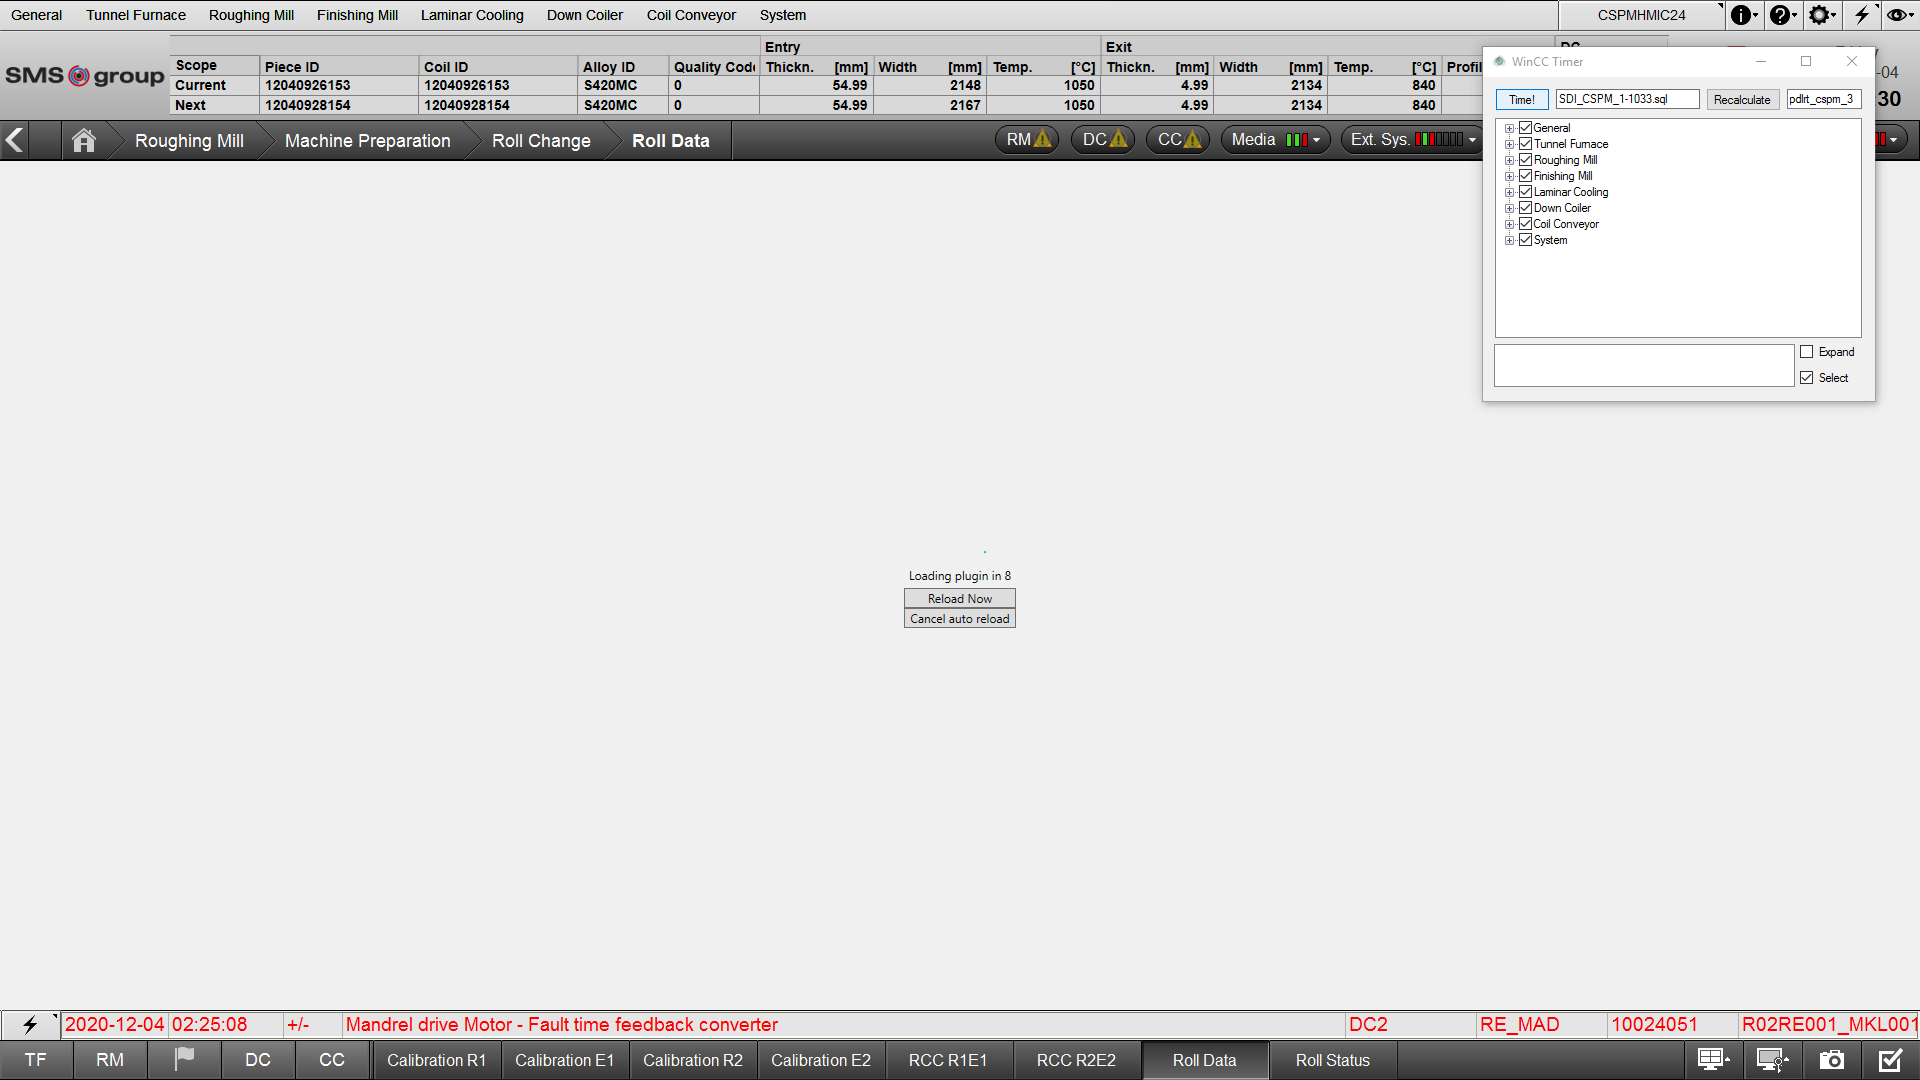 General Tunnel Furnace Roughing Mill Finishing Mill Laminar Cooling Down Coiler Coil Conveyor System CSPMHMIC24
Entry Exit
Scope Piece ID Coil ID Alloy ID Quality Thickn. [mm] Width [mm] Temp. [°C] Thickn. [mm] Width [mm] Temp. [°C]
Current 12040926153 12040926153 S420MC 0 54.99 2148 1050 4.99 2134 840
Next 12040928154 12040928154 S420MC 0 54.99 2167 1050 4.99 2134 840
SMS group
-04
:30
WinCC Timer
Time! SDI_CSPM_1-1033.sql Recalculate pdlrt_cspm_3
Roughing Mill Machine Preparation Roll Change Roll Data RM DC CC Media Ext. Sys.
General
Tunnel Furnace
Roughing Mill
Finishing Mill
Laminar Cooling
Down Coiler
Coil Conveyor
System
Expand
Select
Loading plugin in 8
Reload Now
Cancel auto reload
2020-12-04 02:25:08 +/- Mandrel drive Motor - Fault time feedback converter DC2 RE_MAD 10024051 R02RE001_MKL001
TF RM DC CC Calibration R1 Calibration E1 Calibration R2 Calibration E2 RCC R1E1 RCC R2E2 Roll Data Roll Status